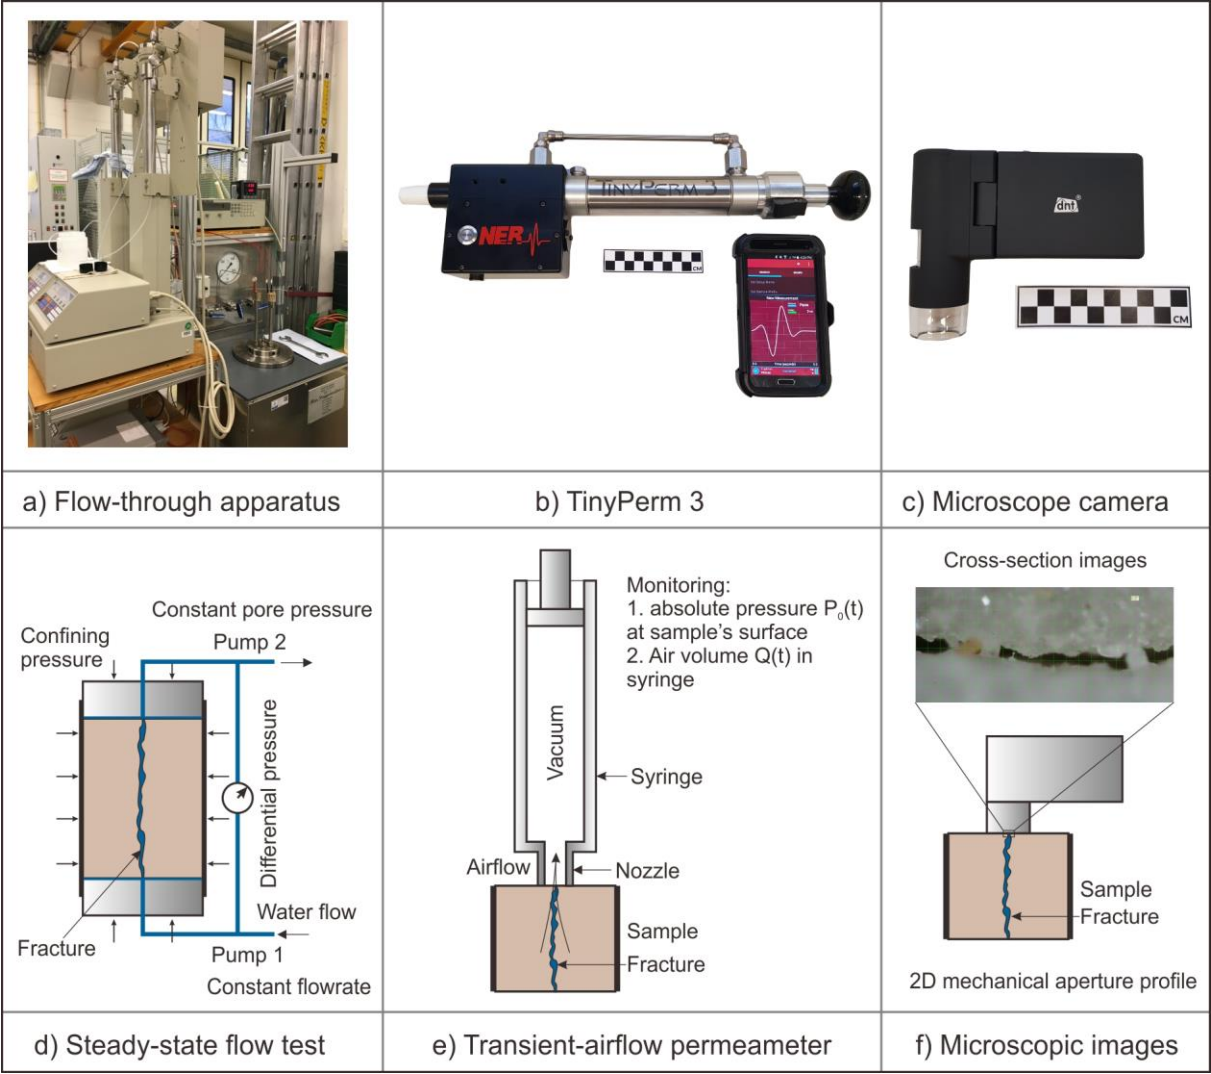 TINYPERM 3
NER
CM
dnt
CM
a) Flow-through apparatus
b) TinyPerm 3
c) Microscope camera
Constant pore pressure
Pump 2
Confining
pressure
Differential pressure
Water flow
Fracture
Pump 1
Constant flowrate
Monitoring:
1. absolute pressure P₀(t)
at sample's surface
2. Air volume Q(t) in
syringe
Vacuum
Syringe
Airflow
Nozzle
Sample
Fracture
Cross-section images
Sample
Fracture
2D mechanical aperture profile
d) Steady-state flow test
e) Transient-airflow permeameter
f) Microscopic images